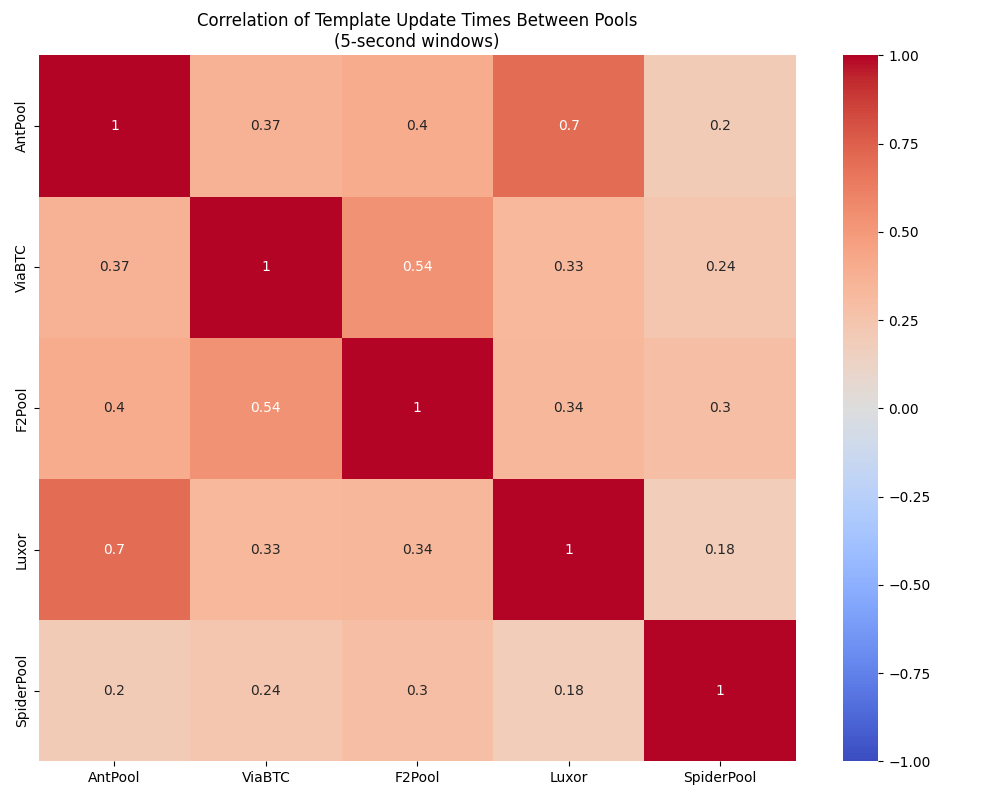 Correlation of Template Update Times Between Pools
(5-second windows)
AntPool 1 0.37 0.4 0.7 0.2
ViaBTC 0.37 1 0.54 0.33 0.24
F2Pool 0.4 0.54 1 0.34 0.3
Luxor 0.7 0.33 0.34 1 0.18
SpiderPool 0.2 0.24 0.3 0.18 1
AntPool ViaBTC F2Pool Luxor SpiderPool
1.00
0.75
0.50
0.25
0.00
−0.25
−0.50
−0.75
−1.00